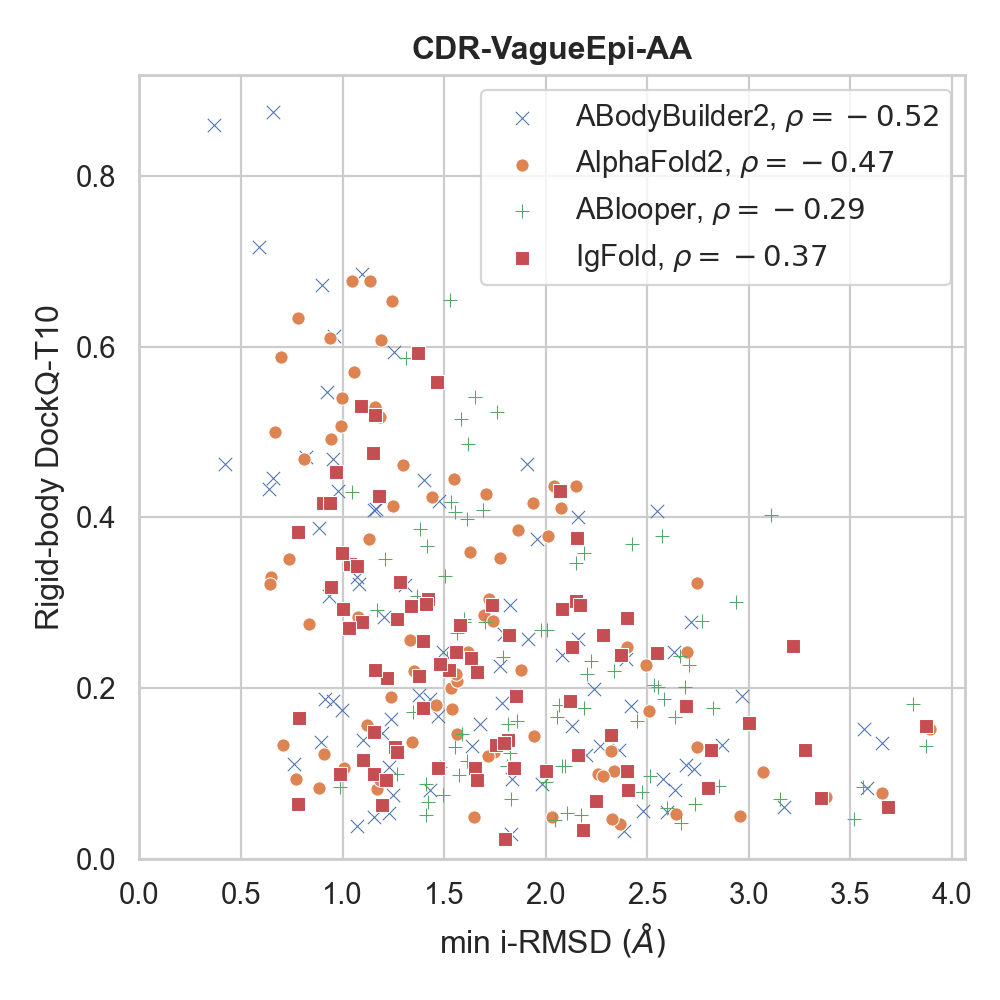 CDR-VagueEpi-AA
ABodyBuilder2, ρ = −0.52
AlphaFold2, ρ = −0.47
ABlooper, ρ = −0.29
IgFold, ρ = −0.37
Rigid-body DockQ-T10
0.8
0.6
0.4
0.2
0.0
0.0 0.5 1.0 1.5 2.0 2.5 3.0 3.5 4.0
min i-RMSD (Å)